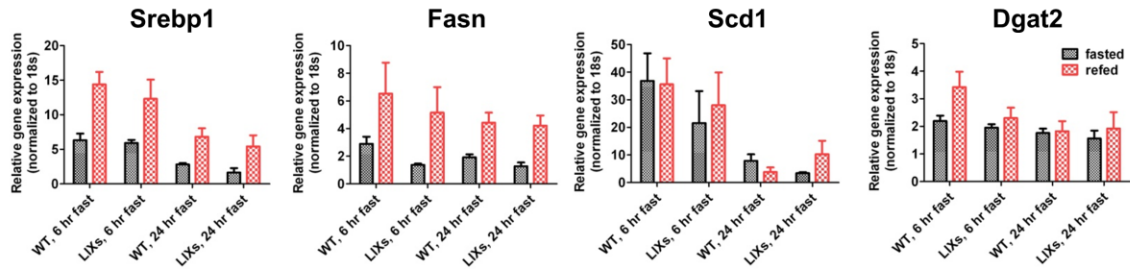 Srebp1
Relative gene expression
(normalized to 18s)
20
15
10
5
0
WT, 6 hr fast
LIXs, 6 hr fast
WT, 24 hr fast
LIXs, 24 hr fast
Fasn
Relative gene expression
(normalized to 18s)
10
8
6
4
2
0
WT, 6 hr fast
LIXs, 6 hr fast
WT, 24 hr fast
LIXs, 24 hr fast
Scd1
Relative gene expression
(normalized to 18s)
50
40
30
20
10
0
WT, 6 hr fast
LIXs, 6 hr fast
WT, 24 hr fast
LIXs, 24 hr fast
Dgat2
Relative gene expression
(normalized to 18s)
5
4
3
2
1
0
WT, 6 hr fast
LIXs, 6 hr fast
WT, 24 hr fast
LIXs, 24 hr fast
fasted
refed